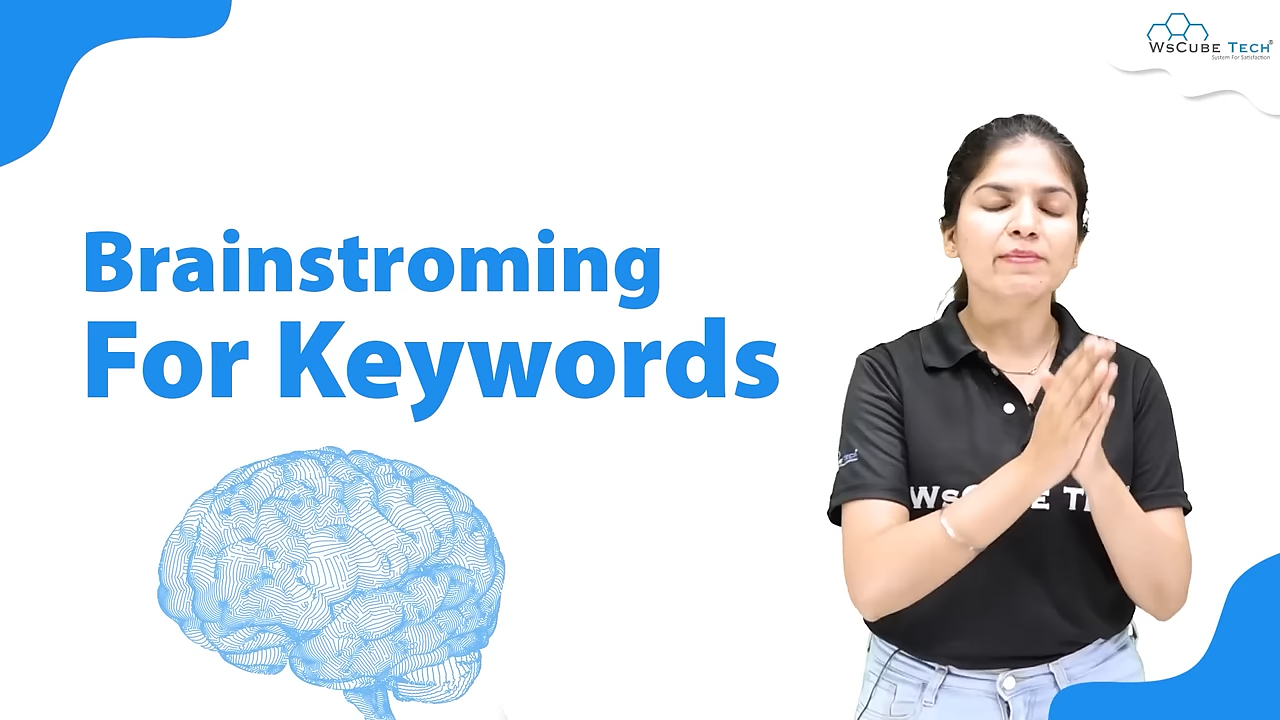 WsCube Tech®
System For Satisfaction
Brainstroming
For Keywords